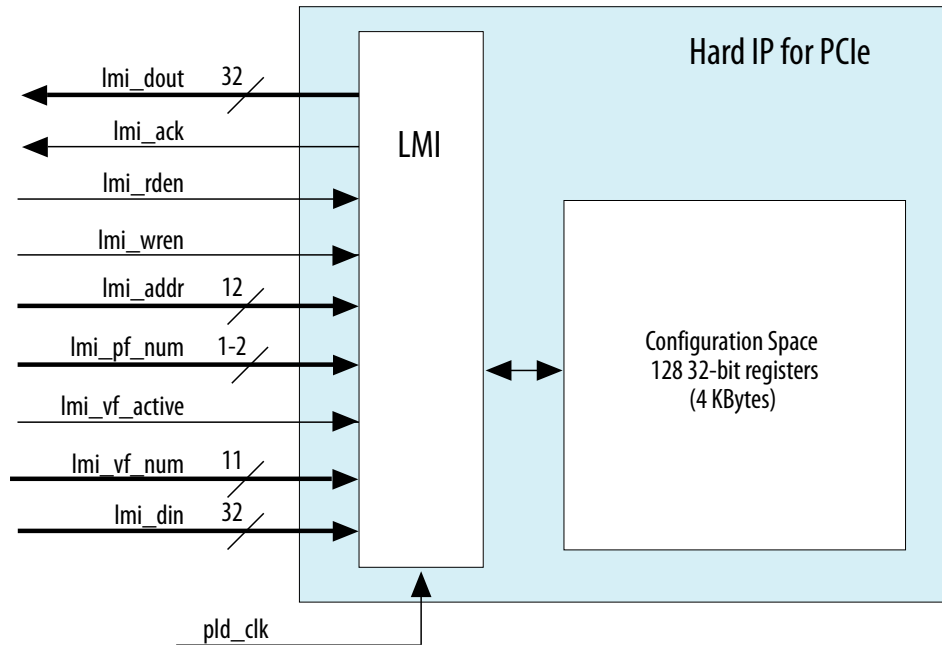 Hard IP for PCIe
lmi_dout 32
lmi_ack
LMI
lmi_rden
lmi_wren
lmi_addr 12
lmi_pf_num 1-2
lmi_vf_active
lmi_vf_num 11
lmi_din 32
Configuration Space
128 32-bit registers
(4 KBytes)
pld_clk